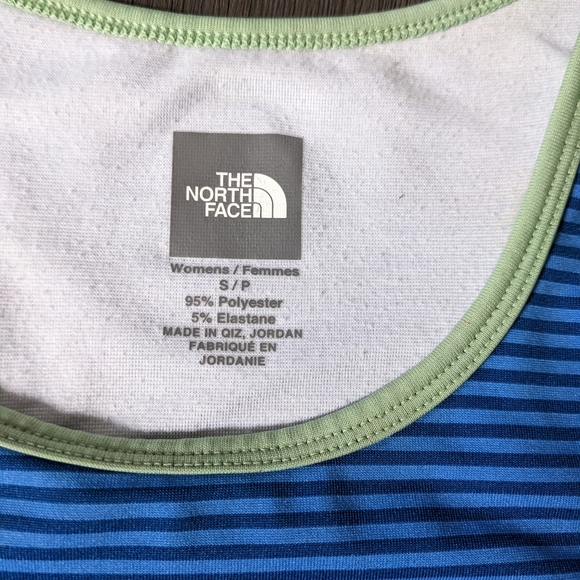 THE
NORTH
FACE
Womens / Femmes
S / P
95% Polyester
5% Elastane
MADE IN QIZ, JORDAN
FABRIQUÉ EN
JORDANIE